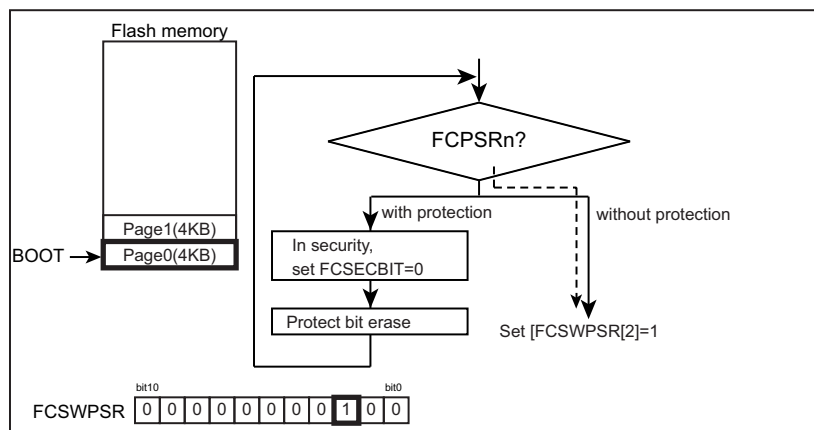 Flash memory
FCPSRn?
with protection
without protection
Page1(4KB)
BOOT
Page0(4KB)
In security,
set FCSECBIT=0
Protect bit erase
Set [FCSWPSR[2]=1
bit10
bit0
FCSWPSR 0 0 0 0 0 0 0 0 1 0 0